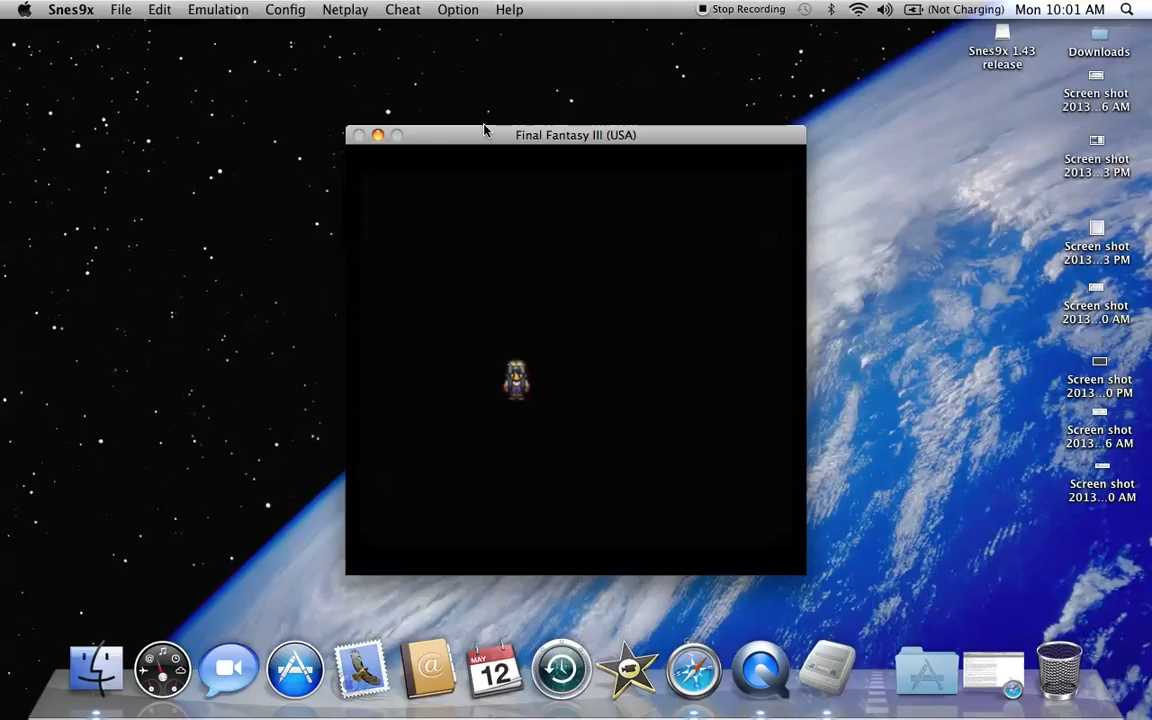 Snes9x File Edit Emulation Config Netplay Cheat Option Help Stop Recording (Not Charging) Mon 10:01 AM
Snes9x 1.43
release
Downloads
Screen shot
2013...6 AM
Final Fantasy III (USA)
Screen shot
2013...3 PM
Screen shot
2013...3 PM
Screen shot
2013...0 AM
Screen shot
2013...0 PM
Screen shot
2013...6 AM
Screen shot
2013...0 AM
@
MAY
12